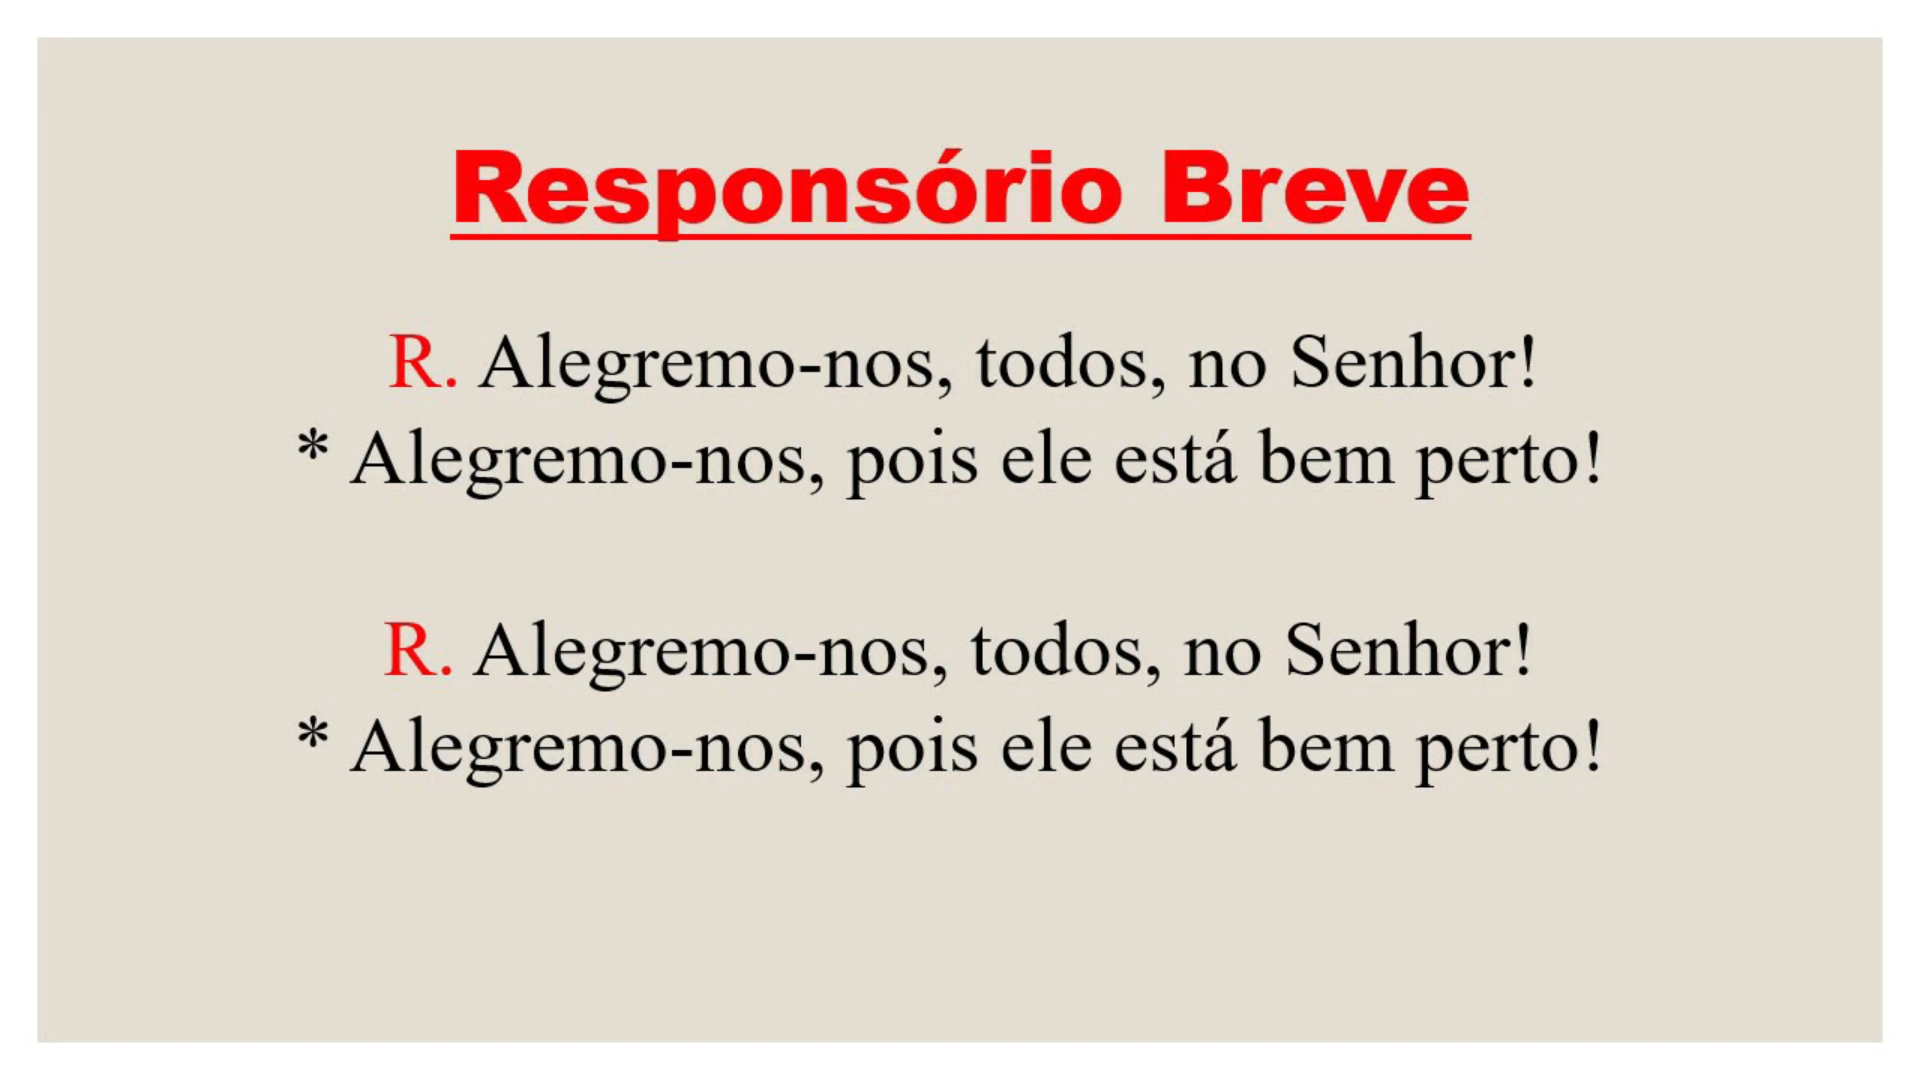 Responsório Breve
R. Alegremo-nos, todos, no Senhor!
* Alegremo-nos, pois ele está bem perto!
R. Alegremo-nos, todos, no Senhor!
* Alegremo-nos, pois ele está bem perto!